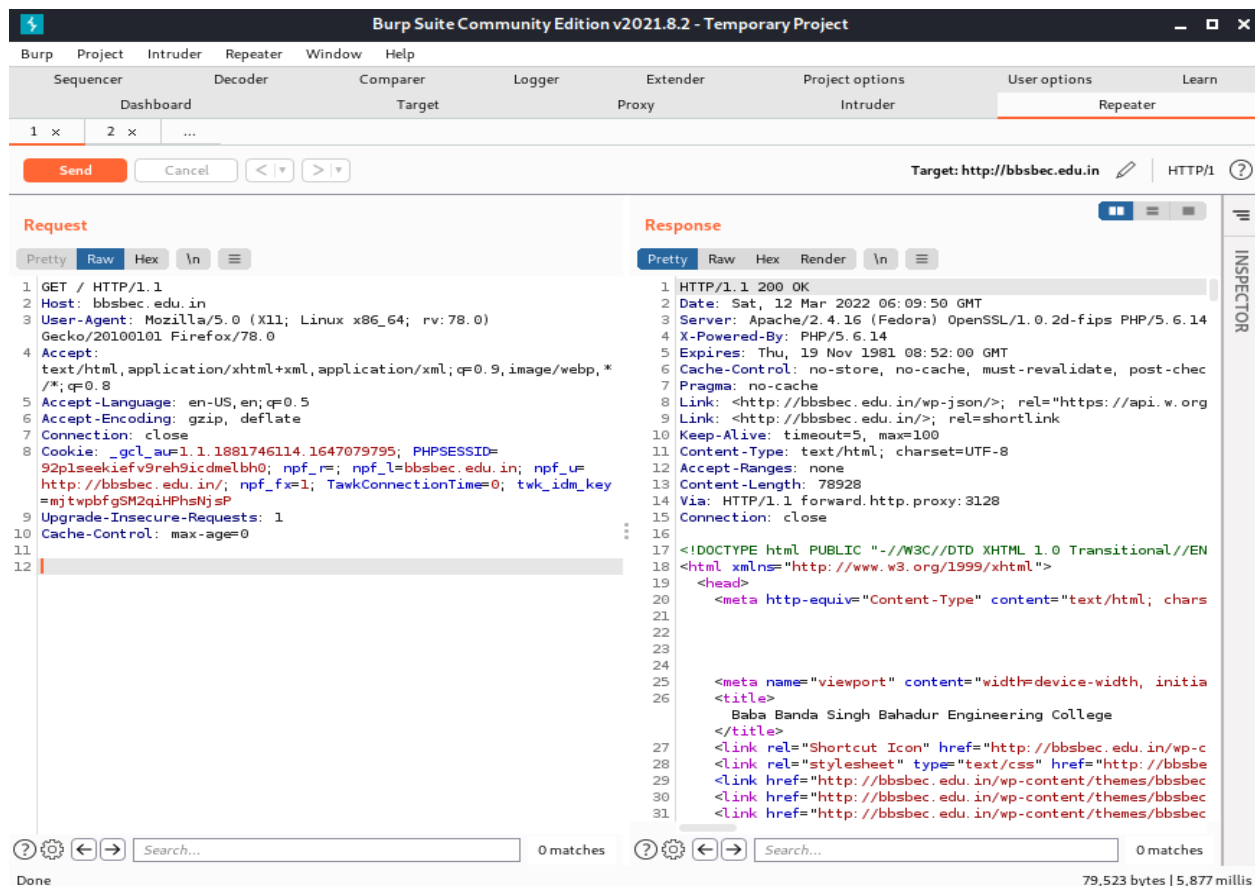 Burp Suite Community Edition v2021.8.2 - Temporary Project
Burp Project Intruder Repeater Window Help
Sequencer Decoder Comparer Logger Extender Project options User options Learn
Dashboard Target Proxy Intruder Repeater
1 × 2 × ...
Send Cancel < > Target: http://bbsbec.edu.in HTTP/1 ?
Request
Pretty Raw Hex \n
1 GET / HTTP/1.1
2 Host: bbsbec.edu.in
3 User-Agent: Mozilla/5.0 (X11; Linux x86_64; rv:78.0)
Gecko/20100101 Firefox/78.0
4 Accept:
text/html,application/xhtml+xml,application/xml;q=0.9,image/webp,*
/*;q=0.8
5 Accept-Language: en-US,en;q=0.5
6 Accept-Encoding: gzip, deflate
7 Connection: close
8 Cookie: _gcl_au=1.1.1881746114.1647079795; PHPSESSID=
92p1seekiefv9reh9icdmelbh0; npf_r=; npf_l=bbsbec.edu.in; npf_u=
http://bbsbec.edu.in/; npf_fx=1; TawkConnectionTime=0; twk_idm_key
=mjtwpbfgSM2qiHPhsNjsP
9 Upgrade-Insecure-Requests: 1
10 Cache-Control: max-age=0
11
12
? Search... 0 matches
Response
Pretty Raw Hex Render \n
1 HTTP/1.1 200 OK
2 Date: Sat, 12 Mar 2022 06:09:50 GMT
3 Server: Apache/2.4.16 (Fedora) OpenSSL/1.0.2d-fips PHP/5.6.14
4 X-Powered-By: PHP/5.6.14
5 Expires: Thu, 19 Nov 1981 08:52:00 GMT
6 Cache-Control: no-store, no-cache, must-revalidate, post-chec
7 Pragma: no-cache
8 Link: <http://bbsbec.edu.in/wp-json/>; rel="https://api.w.org
9 Link: <http://bbsbec.edu.in/>; rel=shortlink
10 Keep-Alive: timeout=5, max=100
11 Content-Type: text/html; charset=UTF-8
12 Accept-Ranges: none
13 Content-Length: 78928
14 Via: HTTP/1.1 forward.http.proxy:3128
15 Connection: close
16
17 <!DOCTYPE html PUBLIC "-//W3C//DTD XHTML 1.0 Transitional//EN
18 <html xmlns="http://www.w3.org/1999/xhtml">
19 <head>
20 <meta http-equiv="Content-Type" content="text/html; chars
21
22
23
24
25 <meta name="viewport" content="width=device-width, initia
26 <title>
Baba Banda Singh Bahadur Engineering College
</title>
27 <link rel="Shortcut Icon" href="http://bbsbec.edu.in/wp-c
28 <link rel="stylesheet" type="text/css" href="http://bbsbe
29 <link href="http://bbsbec.edu.in/wp-content/themes/bbsbec
30 <link href="http://bbsbec.edu.in/wp-content/themes/bbsbec
31 <link href="http://bbsbec.edu.in/wp-content/themes/bbsbec
? Search... 0 matches
INSPECTOR
Done 79,523 bytes | 5,877 millis